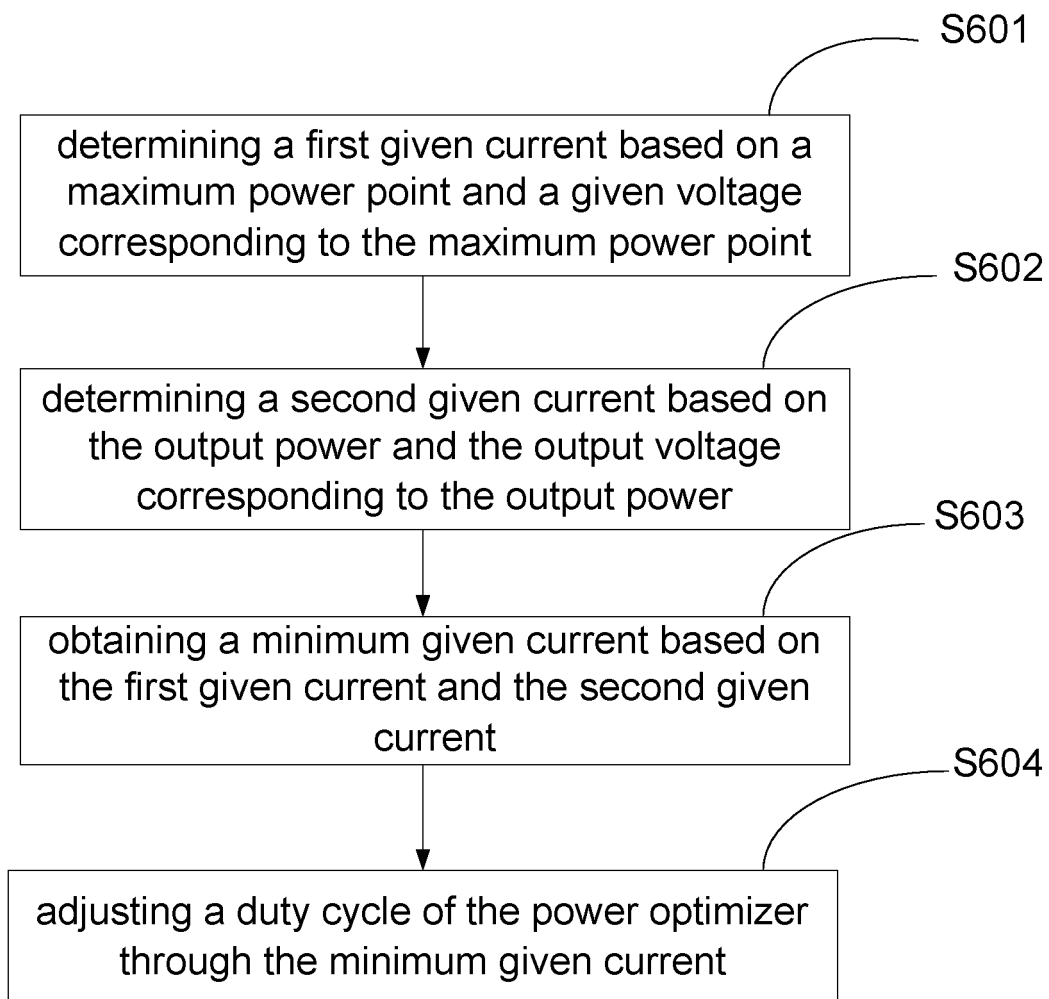 S601
determining a first given current based on a
maximum power point and a given voltage
corresponding to the maximum power point
S602
determining a second given current based on
the output power and the output voltage
corresponding to the output power
S603
obtaining a minimum given current based on
the first given current and the second given
current
S604
adjusting a duty cycle of the power optimizer
through the minimum given current